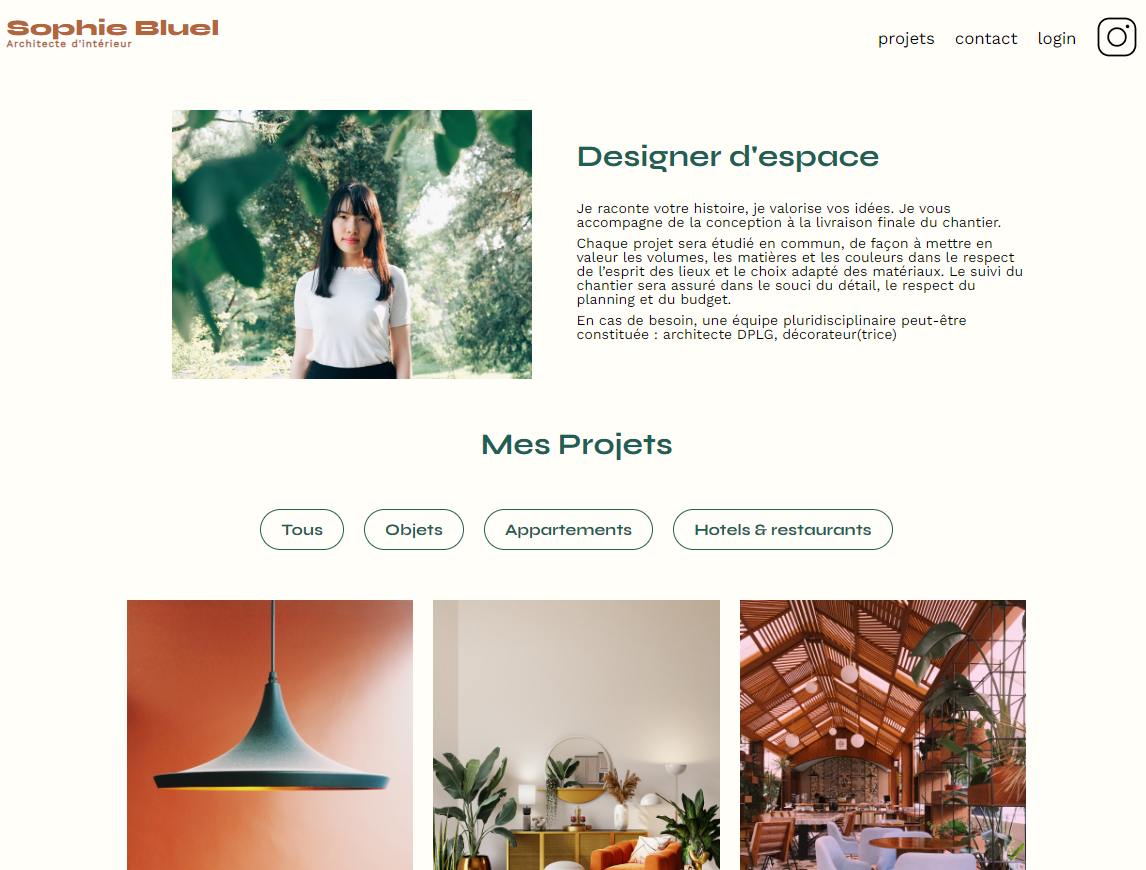 Sophie Bluel
Architecte d'intérieur
projets contact login
Designer d'espace
Je raconte votre histoire, je valorise vos idées. Je vous
accompagne de la conception à la livraison finale du chantier.
Chaque projet sera étudié en commun, de façon à mettre en
valeur les volumes, les matières et les couleurs dans le respect
de l’esprit des lieux et le choix adapté des matériaux. Le suivi du
chantier sera assuré dans le souci du détail, le respect du
planning et du budget.
En cas de besoin, une équipe pluridisciplinaire peut-être
constituée : architecte DPLG, décorateur(trice)
Mes Projets
Tous Objets Appartements Hotels & restaurants